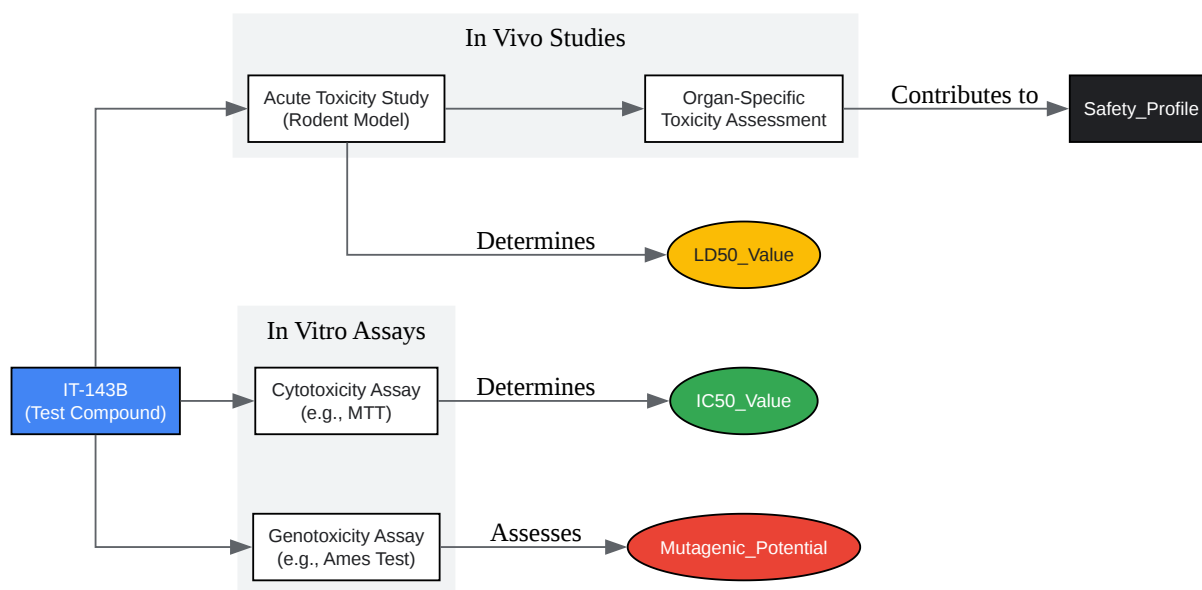 In Vivo Studies
Acute Toxicity Study
(Rodent Model)
Organ-Specific
Toxicity Assessment
Contributes to
Safety_Profile
Determines
LD50_Value
In Vitro Assays
IT-143B
(Test Compound)
Cytotoxicity Assay
(e.g., MTT)
Determines
IC50_Value
Genotoxicity Assay
(e.g., Ames Test)
Assesses
Mutagenic_Potential